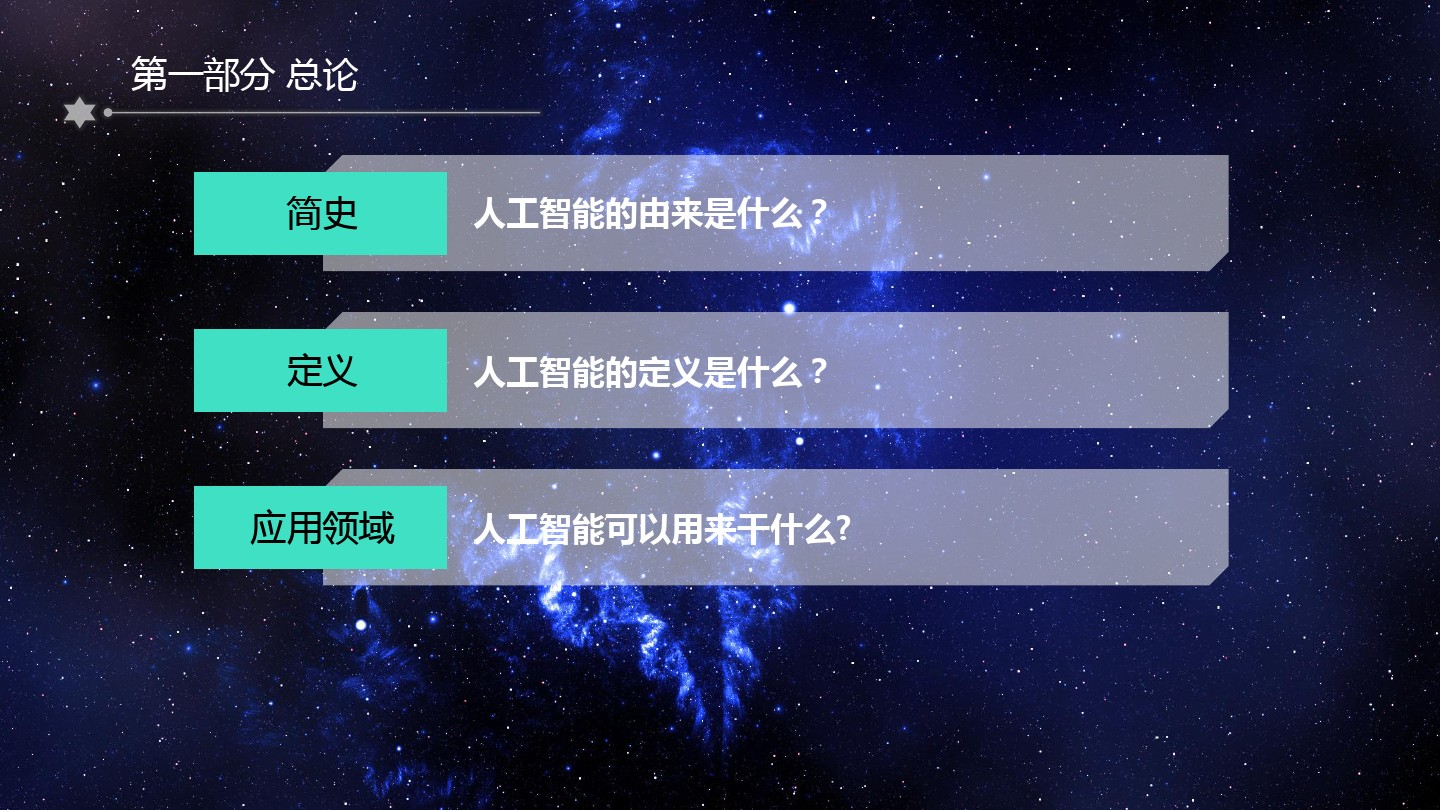 第一部分 总论
简史
人工智能的由来是什么？
定义
人工智能的定义是什么？
应用领域
人工智能可以用来干什么?